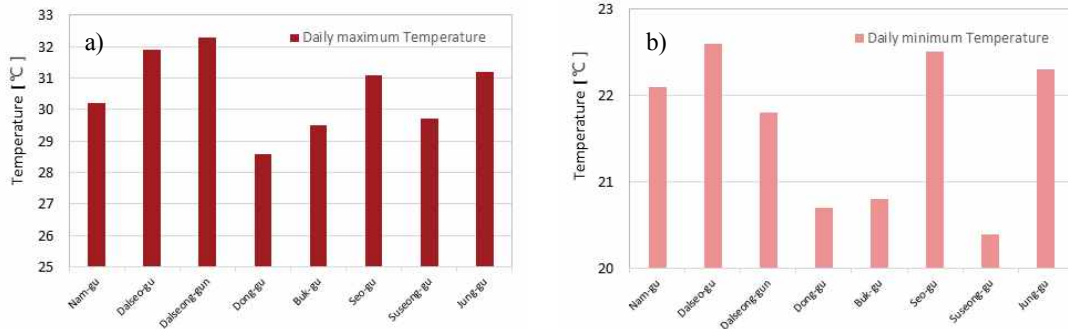 a)
Daily maximum Temperature
Temperature [℃]
33
32
31
30
29
28
27
26
25
Nam-gu
Dalseo-gu
Dalseong-gun
Dong-gu
Buk-gu
Seo-gu
Suseong-gu
Jung-gu
b)
Daily minimum Temperature
Temperature [℃]
23
22
21
20
Nam-gu
Dalseo-gu
Dalseong-gun
Dong-gu
Buk-gu
Seo-gu
Suseong-gu
Jung-gu